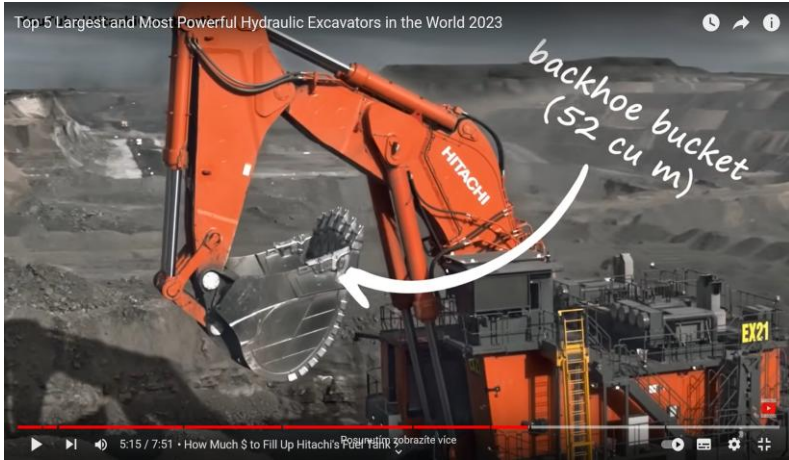 Top 5 Largest and Most Powerful Hydraulic Excavators in the World 2023
backhoe bucket
(52 cu m)
HITACHI
EX21
5:15 / 7:51 • How Much $ to Fill Up Hitachi's Fuel Tank
Posunutím zobrazíte více